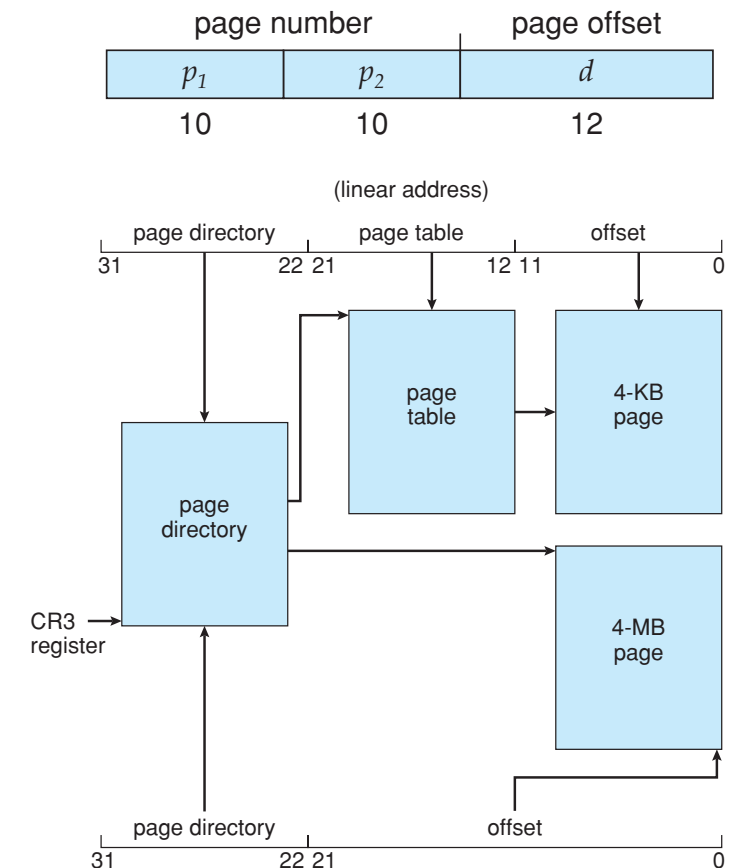 page number page offset
p1 p2 d
10 10 12
(linear address)
page directory page table offset
31 22 21 12 11 0
page
table
4-KB
page
page
directory
CR3
register
4-MB
page
page directory offset
31 22 21 0